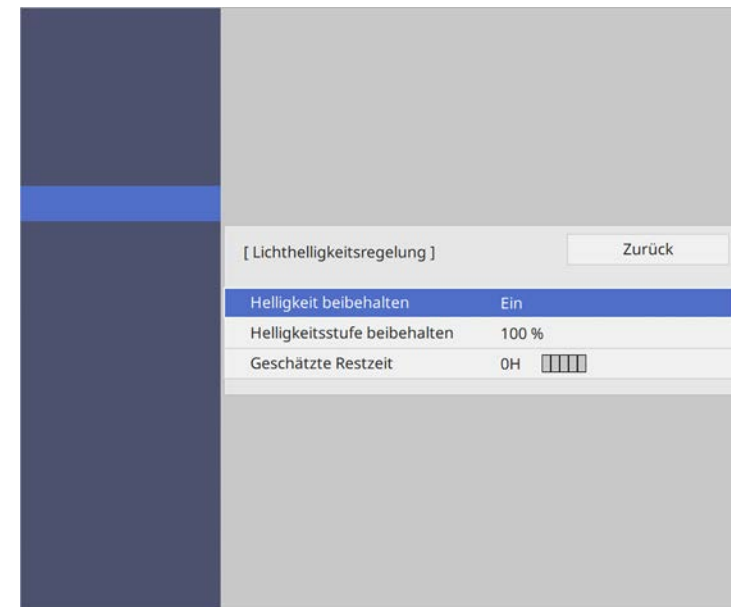 [ Lichthelligkeitsregelung ] Zurück
Helligkeit beibehalten Ein
Helligkeitsstufe beibehalten 100 %
Geschätzte Restzeit 0H